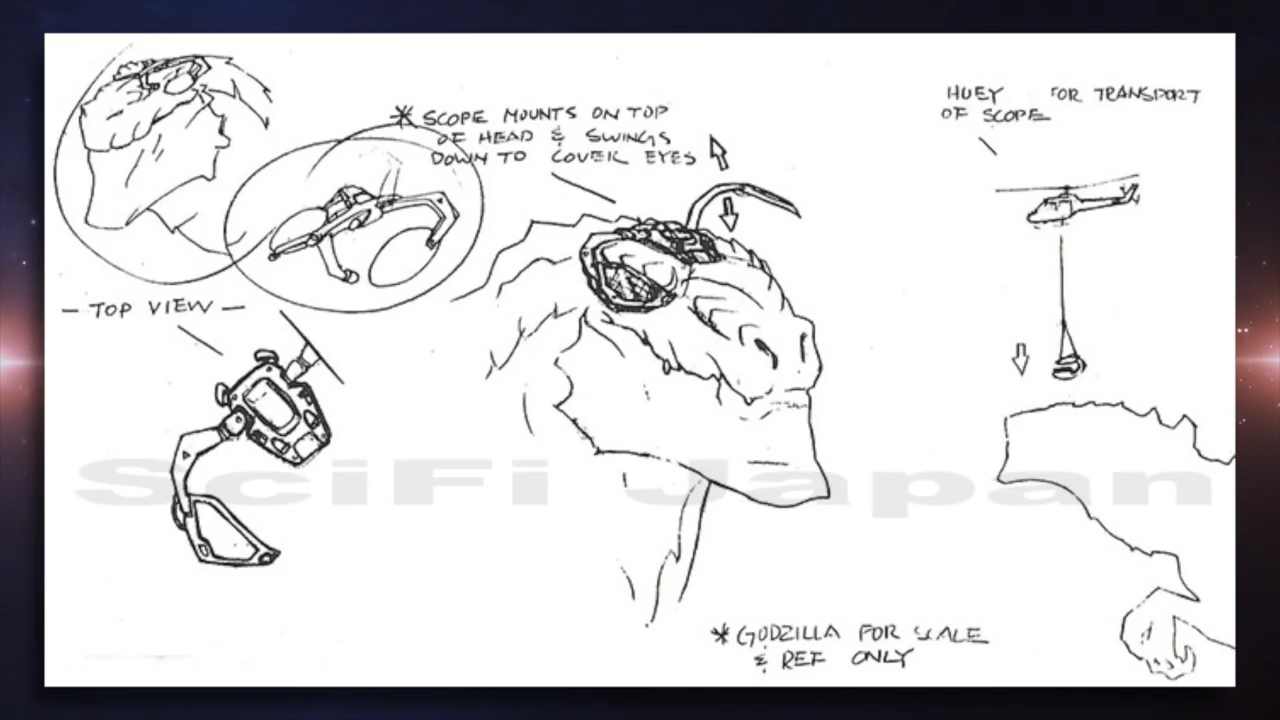 * SCOPE MOUNTS ON TOP
OF HEAD & SWINGS
DOWN TO COVER EYES
HUEY FOR TRANSPORT
OF SCOPE
- TOP VIEW -
SciFi Japan
* GODZILLA FOR SCALE
& REF ONLY